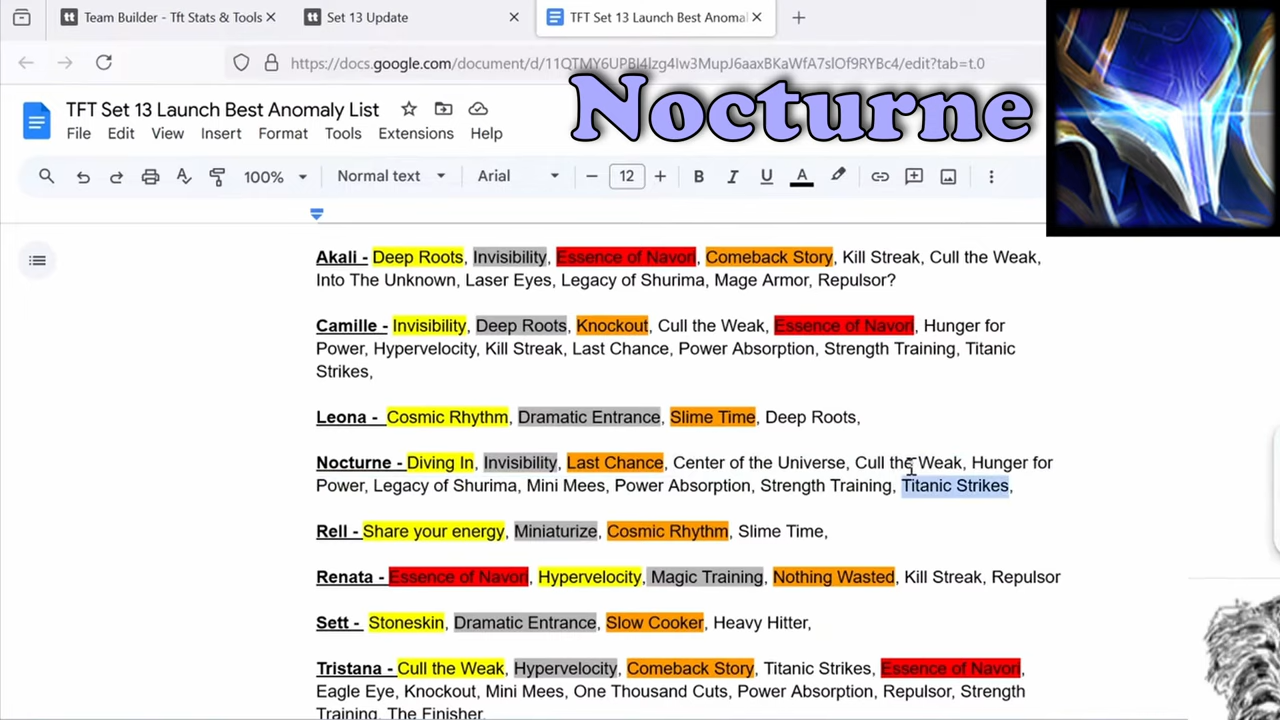 Team Builder - Tft Stats & Tools
Set 13 Update
TFT Set 13 Launch Best Anomal
https://docs.google.com/document/d/11QTMY6UPBI4lzg4Iw3MupJ6aaxBKaWfA7slOf9RYBc4/edit?tab=t.0
Nocturne
TFT Set 13 Launch Best Anomaly List
File Edit View Insert Format Tools Extensions Help
100% Normal text Arial 12 B I U A
Akali - Deep Roots, Invisibility, Essence of Navori, Comeback Story, Kill Streak, Cull the Weak,
Into The Unknown, Laser Eyes, Legacy of Shurima, Mage Armor, Repulsor?
Camille - Invisibility, Deep Roots, Knockout, Cull the Weak, Essence of Navori, Hunger for
Power, Hypervelocity, Kill Streak, Last Chance, Power Absorption, Strength Training, Titanic
Strikes,
Leona - Cosmic Rhythm, Dramatic Entrance, Slime Time, Deep Roots,
Nocturne - Diving In, Invisibility, Last Chance, Center of the Universe, Cull the Weak, Hunger for
Power, Legacy of Shurima, Mini Mees, Power Absorption, Strength Training, Titanic Strikes,
Rell - Share your energy, Miniaturize, Cosmic Rhythm, Slime Time,
Renata - Essence of Navori, Hypervelocity, Magic Training, Nothing Wasted, Kill Streak, Repulsor
Sett - Stoneskin, Dramatic Entrance, Slow Cooker, Heavy Hitter,
Tristana - Cull the Weak, Hypervelocity, Comeback Story, Titanic Strikes, Essence of Navori,
Eagle Eye, Knockout, Mini Mees, One Thousand Cuts, Power Absorption, Repulsor, Strength
Training, The Finisher,